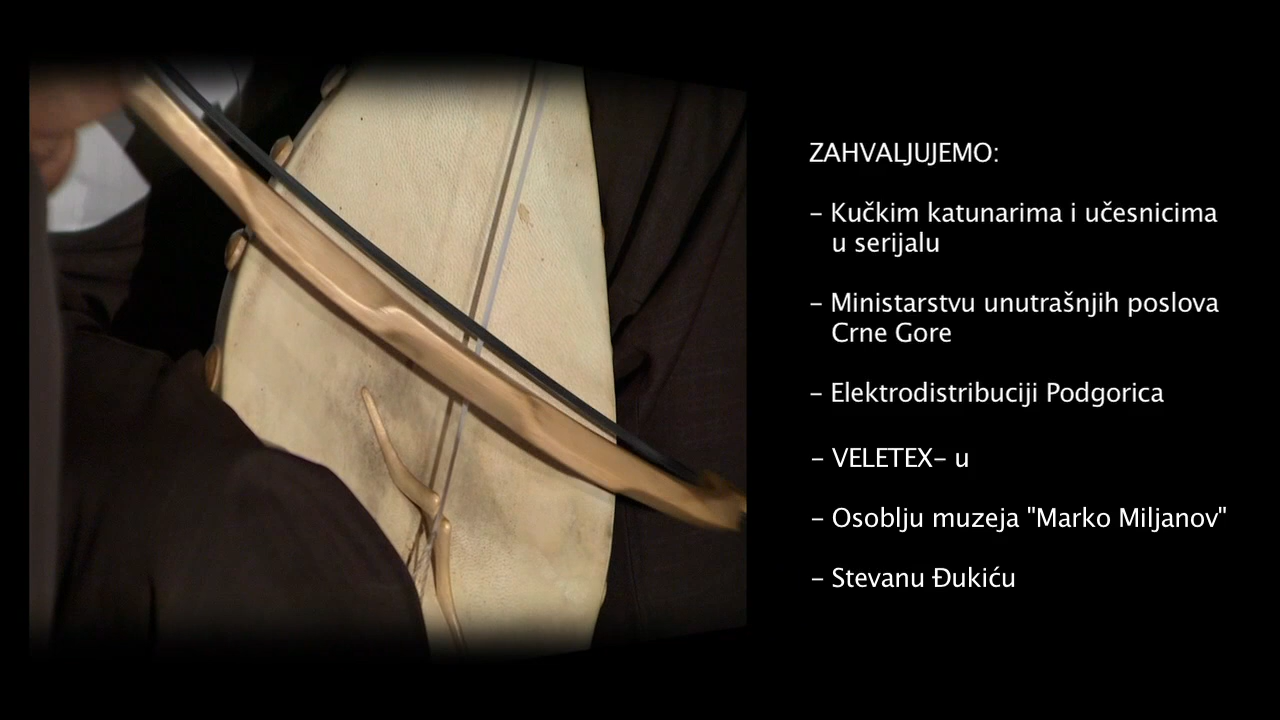 ZAHVALJUJEMO:
- Kučkim katunarima i učesnicima
u serijalu
- Ministarstvu unutrašnjih poslova
Crne Gore
- Elektrodistribuciji Podgorica
- VELETEX- u
- Osoblju muzeja "Marko Miljanov"
- Stevanu Đukiću